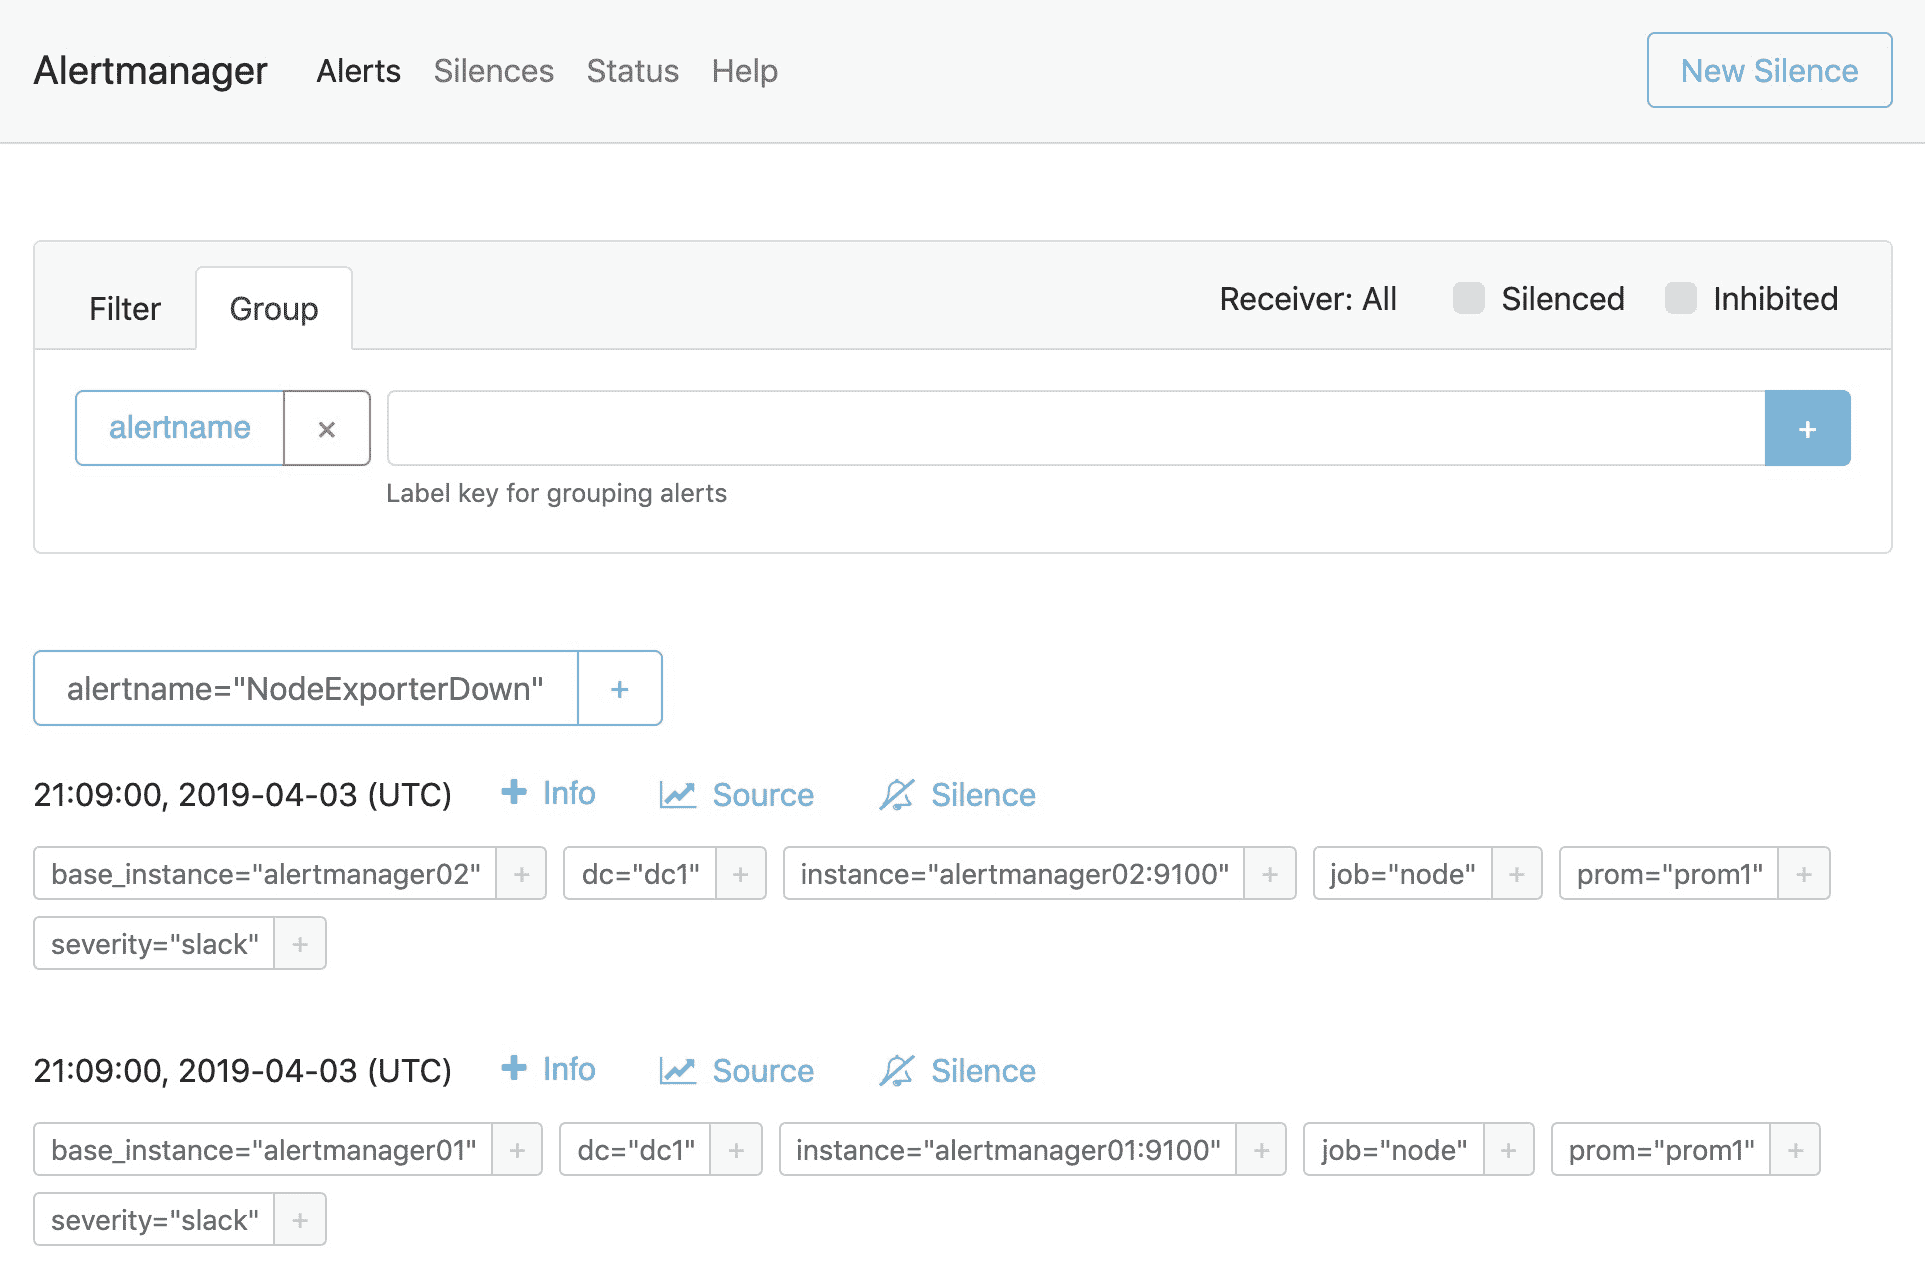 Alertmanager Alerts Silences Status Help New Silence
Filter Group Receiver: All Silenced Inhibited
alertname × +
Label key for grouping alerts
alertname="NodeExporterDown" +
21:09:00, 2019-04-03 (UTC) + Info Source Silence
base_instance="alertmanager02" + dc="dc1" + instance="alertmanager02:9100" + job="node" + prom="prom1" +
severity="slack" +
21:09:00, 2019-04-03 (UTC) + Info Source Silence
base_instance="alertmanager01" + dc="dc1" + instance="alertmanager01:9100" + job="node" + prom="prom1" +
severity="slack" +